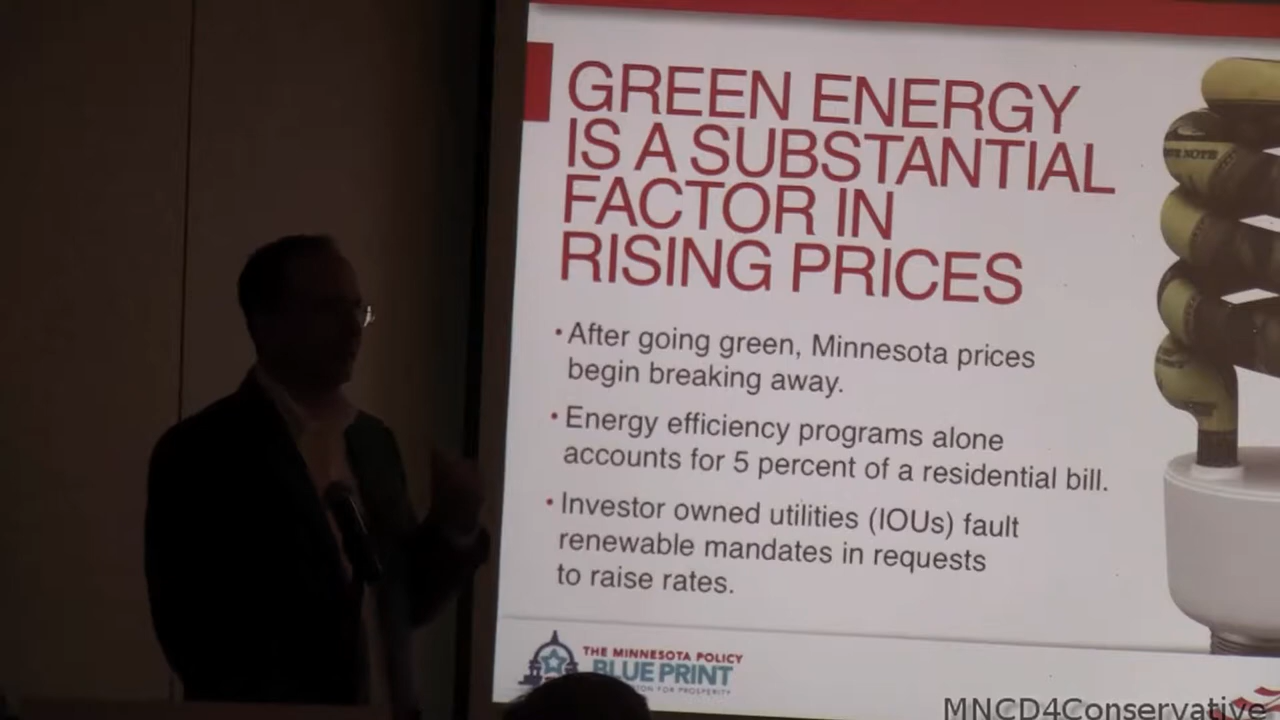 GREEN ENERGY
IS A SUBSTANTIAL
FACTOR IN
RISING PRICES
• After going green, Minnesota prices
begin breaking away.
• Energy efficiency programs alone
accounts for 5 percent of a residential bill.
• Investor owned utilities (IOUs) fault
renewable mandates in requests
to raise rates.
THE MINNESOTA POLICY
BLUE PRINT
FOR PROSPERITY
MNCD4Conservative